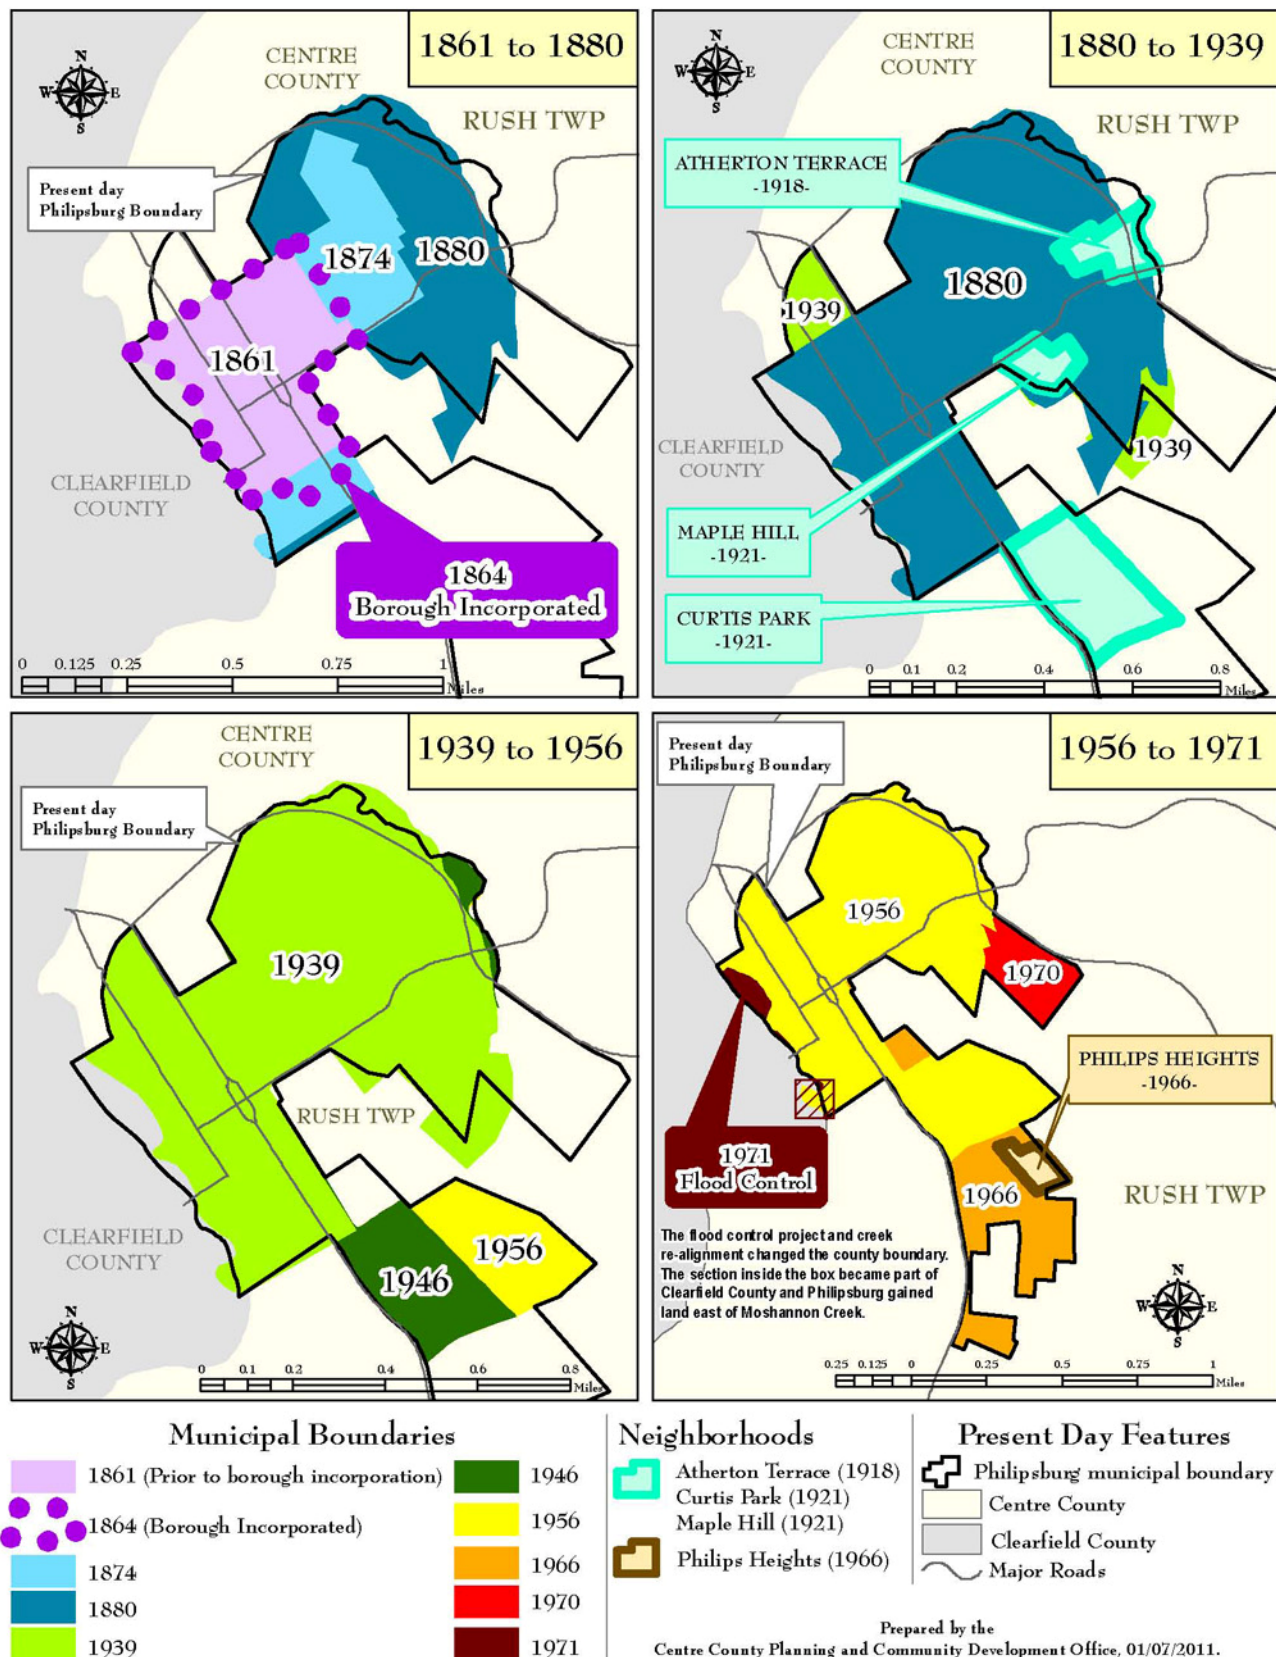 1861 to 1880
CENTRE
COUNTY
RUSH TWP
N
W E
S
Present day
Philipsburg Boundary
1874
1880
1861
CLEARFIELD
COUNTY
1864
Borough Incorporated
0 0.125 0.25 0.5 0.75 1
Miles
1880 to 1939
CENTRE
COUNTY
RUSH TWP
N
W E
S
ATHERTON TERRACE
-1918-
1880
1939
1939
CLEARFIELD
COUNTY
MAPLE HILL
-1921-
CURTIS PARK
-1921-
0 0.1 0.2 0.4 0.6 0.8
Miles
1939 to 1956
CENTRE
COUNTY
Present day
Philipsburg Boundary
1939
RUSH TWP
CLEARFIELD
COUNTY
1956
1946
N
W E
S
0 0.1 0.2 0.4 0.6 0.8
Miles
1956 to 1971
Present day
Philipsburg Boundary
1956
1970
PHILIPS HEIGHTS
-1966-
1971
Flood Control
1966
RUSH TWP
The flood control project and creek
re-alignment changed the county boundary.
The section inside the box became part of
Clearfield County and Philipsburg gained
land east of Moshannon Creek.
N
W E
S
0.25 0.125 0 0.25 0.5 0.75 1
Miles
Municipal Boundaries
1861 (Prior to borough incorporation)
1864 (Borough Incorporated)
1874
1880
1939
1946
1956
1966
1970
1971
Neighborhoods
Atherton Terrace (1918)
Curtis Park (1921)
Maple Hill (1921)
Philips Heights (1966)
Present Day Features
Philipsburg municipal boundary
Centre County
Clearfield County
Major Roads
Prepared by the
Centre County Planning and Community Development Office, 01/07/2011.